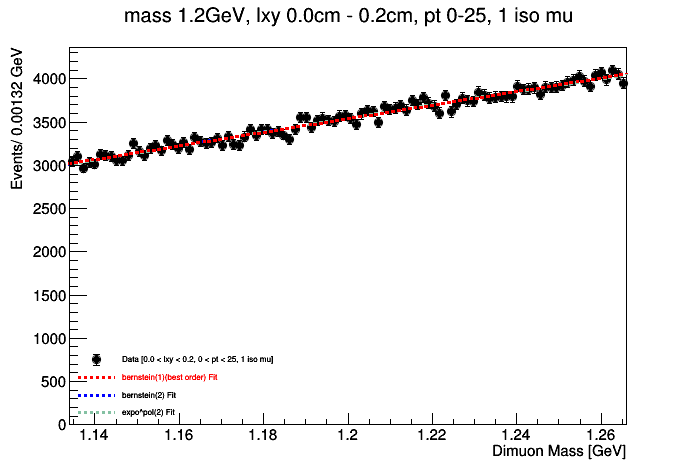 mass 1.2GeV, lxy 0.0cm - 0.2cm, pt 0-25, 1 iso mu
Events/ 0.00132 GeV
4000
3500
3000
2500
2000
1500
1000
500
0
Data [0.0 < lxy < 0.2, 0 < pt < 25, 1 iso mu]
bernstein(1)(best order) Fit
bernstein(2) Fit
expo^pol(2) Fit
1.14 1.16 1.18 1.2 1.22 1.24 1.26
Dimuon Mass [GeV]